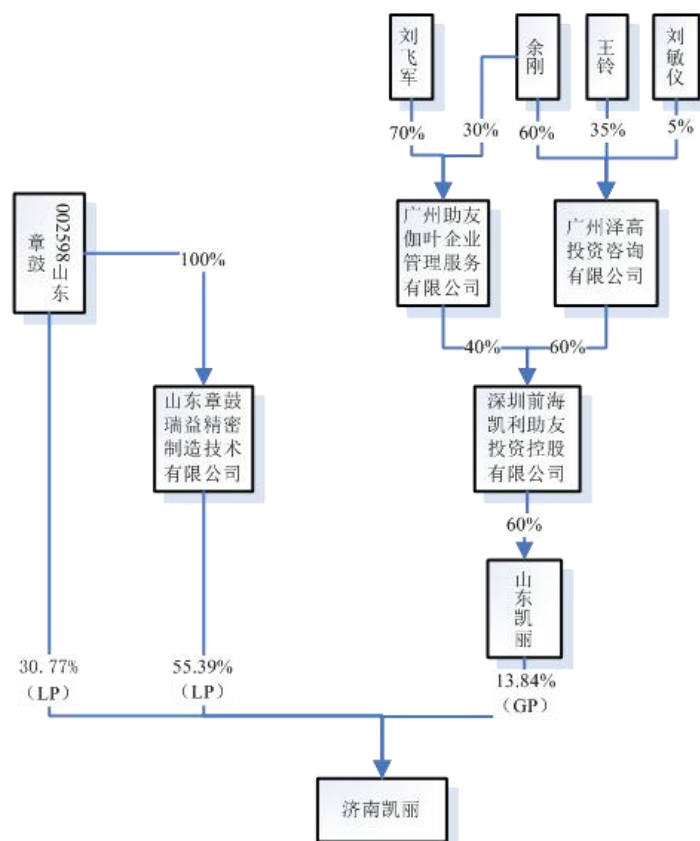 刘飞军
余刚
王铃
刘敏仪
70%
30%
60%
35%
5%
002598山东
章鼓
100%
广州助友
伽叶企业
管理服务
有限公司
广州泽高
投资咨询
有限公司
40%
60%
山东章鼓
瑞益精密
制造技术
有限公司
深圳前海
凯利助友
投资控股
有限公司
60%
山东凯丽
30.77%
（LP）
55.39%
（LP）
13.84%
（GP）
济南凯丽